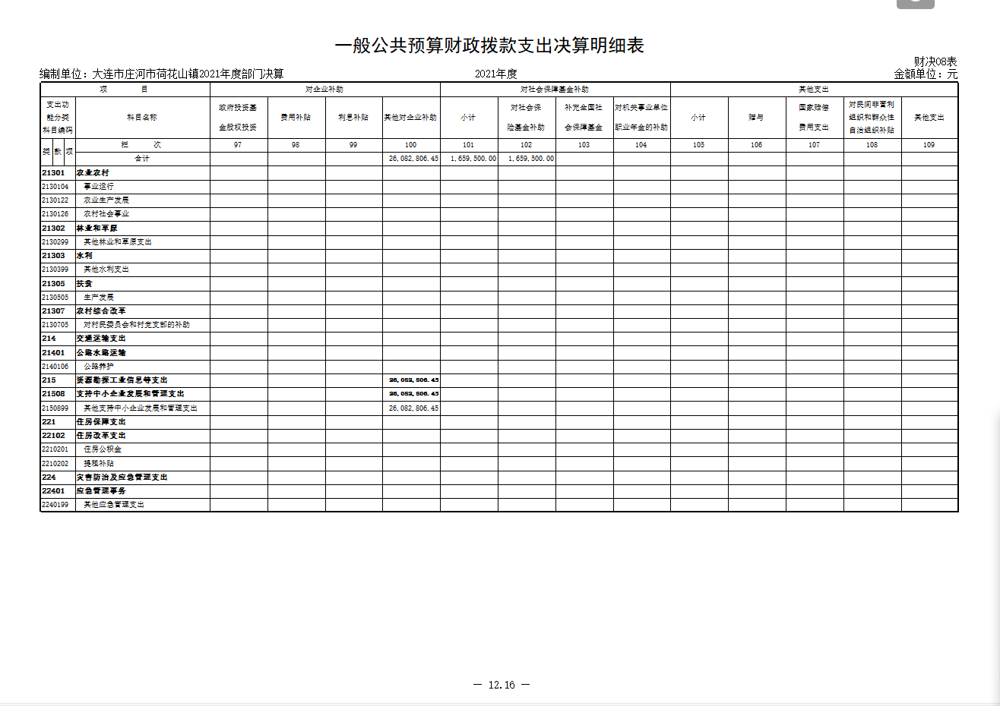 一般公共预算财政拨款支出决算明细表
财决08表
编制单位：大连市庄河市荷花山镇2021年度部门决算 2021年度 金额单位：元
项 目 对企业补助 对社会保障基金补助 其他支出
支出功能分类科目编码 科目名称 政府投资基金股权投资 费用补贴 利息补贴 其他对企业补助 小计 对社会保险基金补助 补充全国社会保障基金 对机关事业单位职业年金的补助 小计 赠与 国家赔偿费用支出 对民间非营利组织和群众性自治组织补贴 其他支出
类 款 项 栏 次 97 98 99 100 101 102 103 104 105 106 107 108 109
合计 26,082,806.45 1,659,500.00 1,659,500.00
21301 农业农村
2130104 事业运行
2130122 农业生产发展
2130126 农村社会事业
21302 林业和草原
2130299 其他林业和草原支出
21303 水利
2130399 其他水利支出
21305 扶贫
2130505 生产发展
21307 农村综合改革
2130705 对村民委员会和村党支部的补助
214 交通运输支出
21401 公路水路运输
2140106 公路养护
215 资源勘探工业信息等支出 26,082,806.45
21508 支持中小企业发展和管理支出 26,082,806.45
2150899 其他支持中小企业发展和管理支出 26,082,806.45
221 住房保障支出
22102 住房改革支出
2210201 住房公积金
2210202 提租补贴
224 灾害防治及应急管理支出
22401 应急管理事务
2240199 其他应急管理支出
— 12.16 —